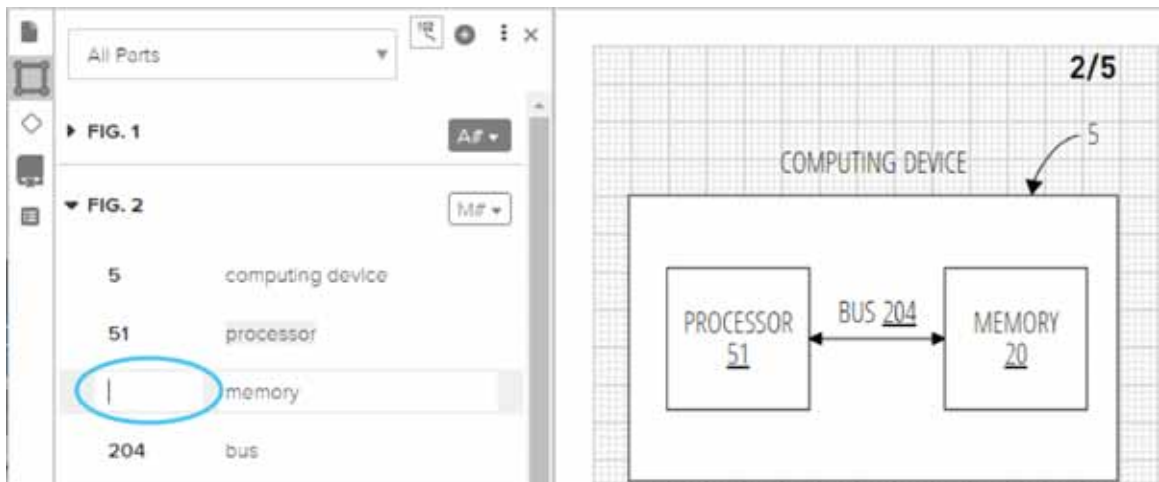 All Parts
FIG. 1
A#
FIG. 2
M#
5 computing device
51 processor
memory
204 bus
2/5
5
COMPUTING DEVICE
BUS 204
PROCESSOR
51
MEMORY
20